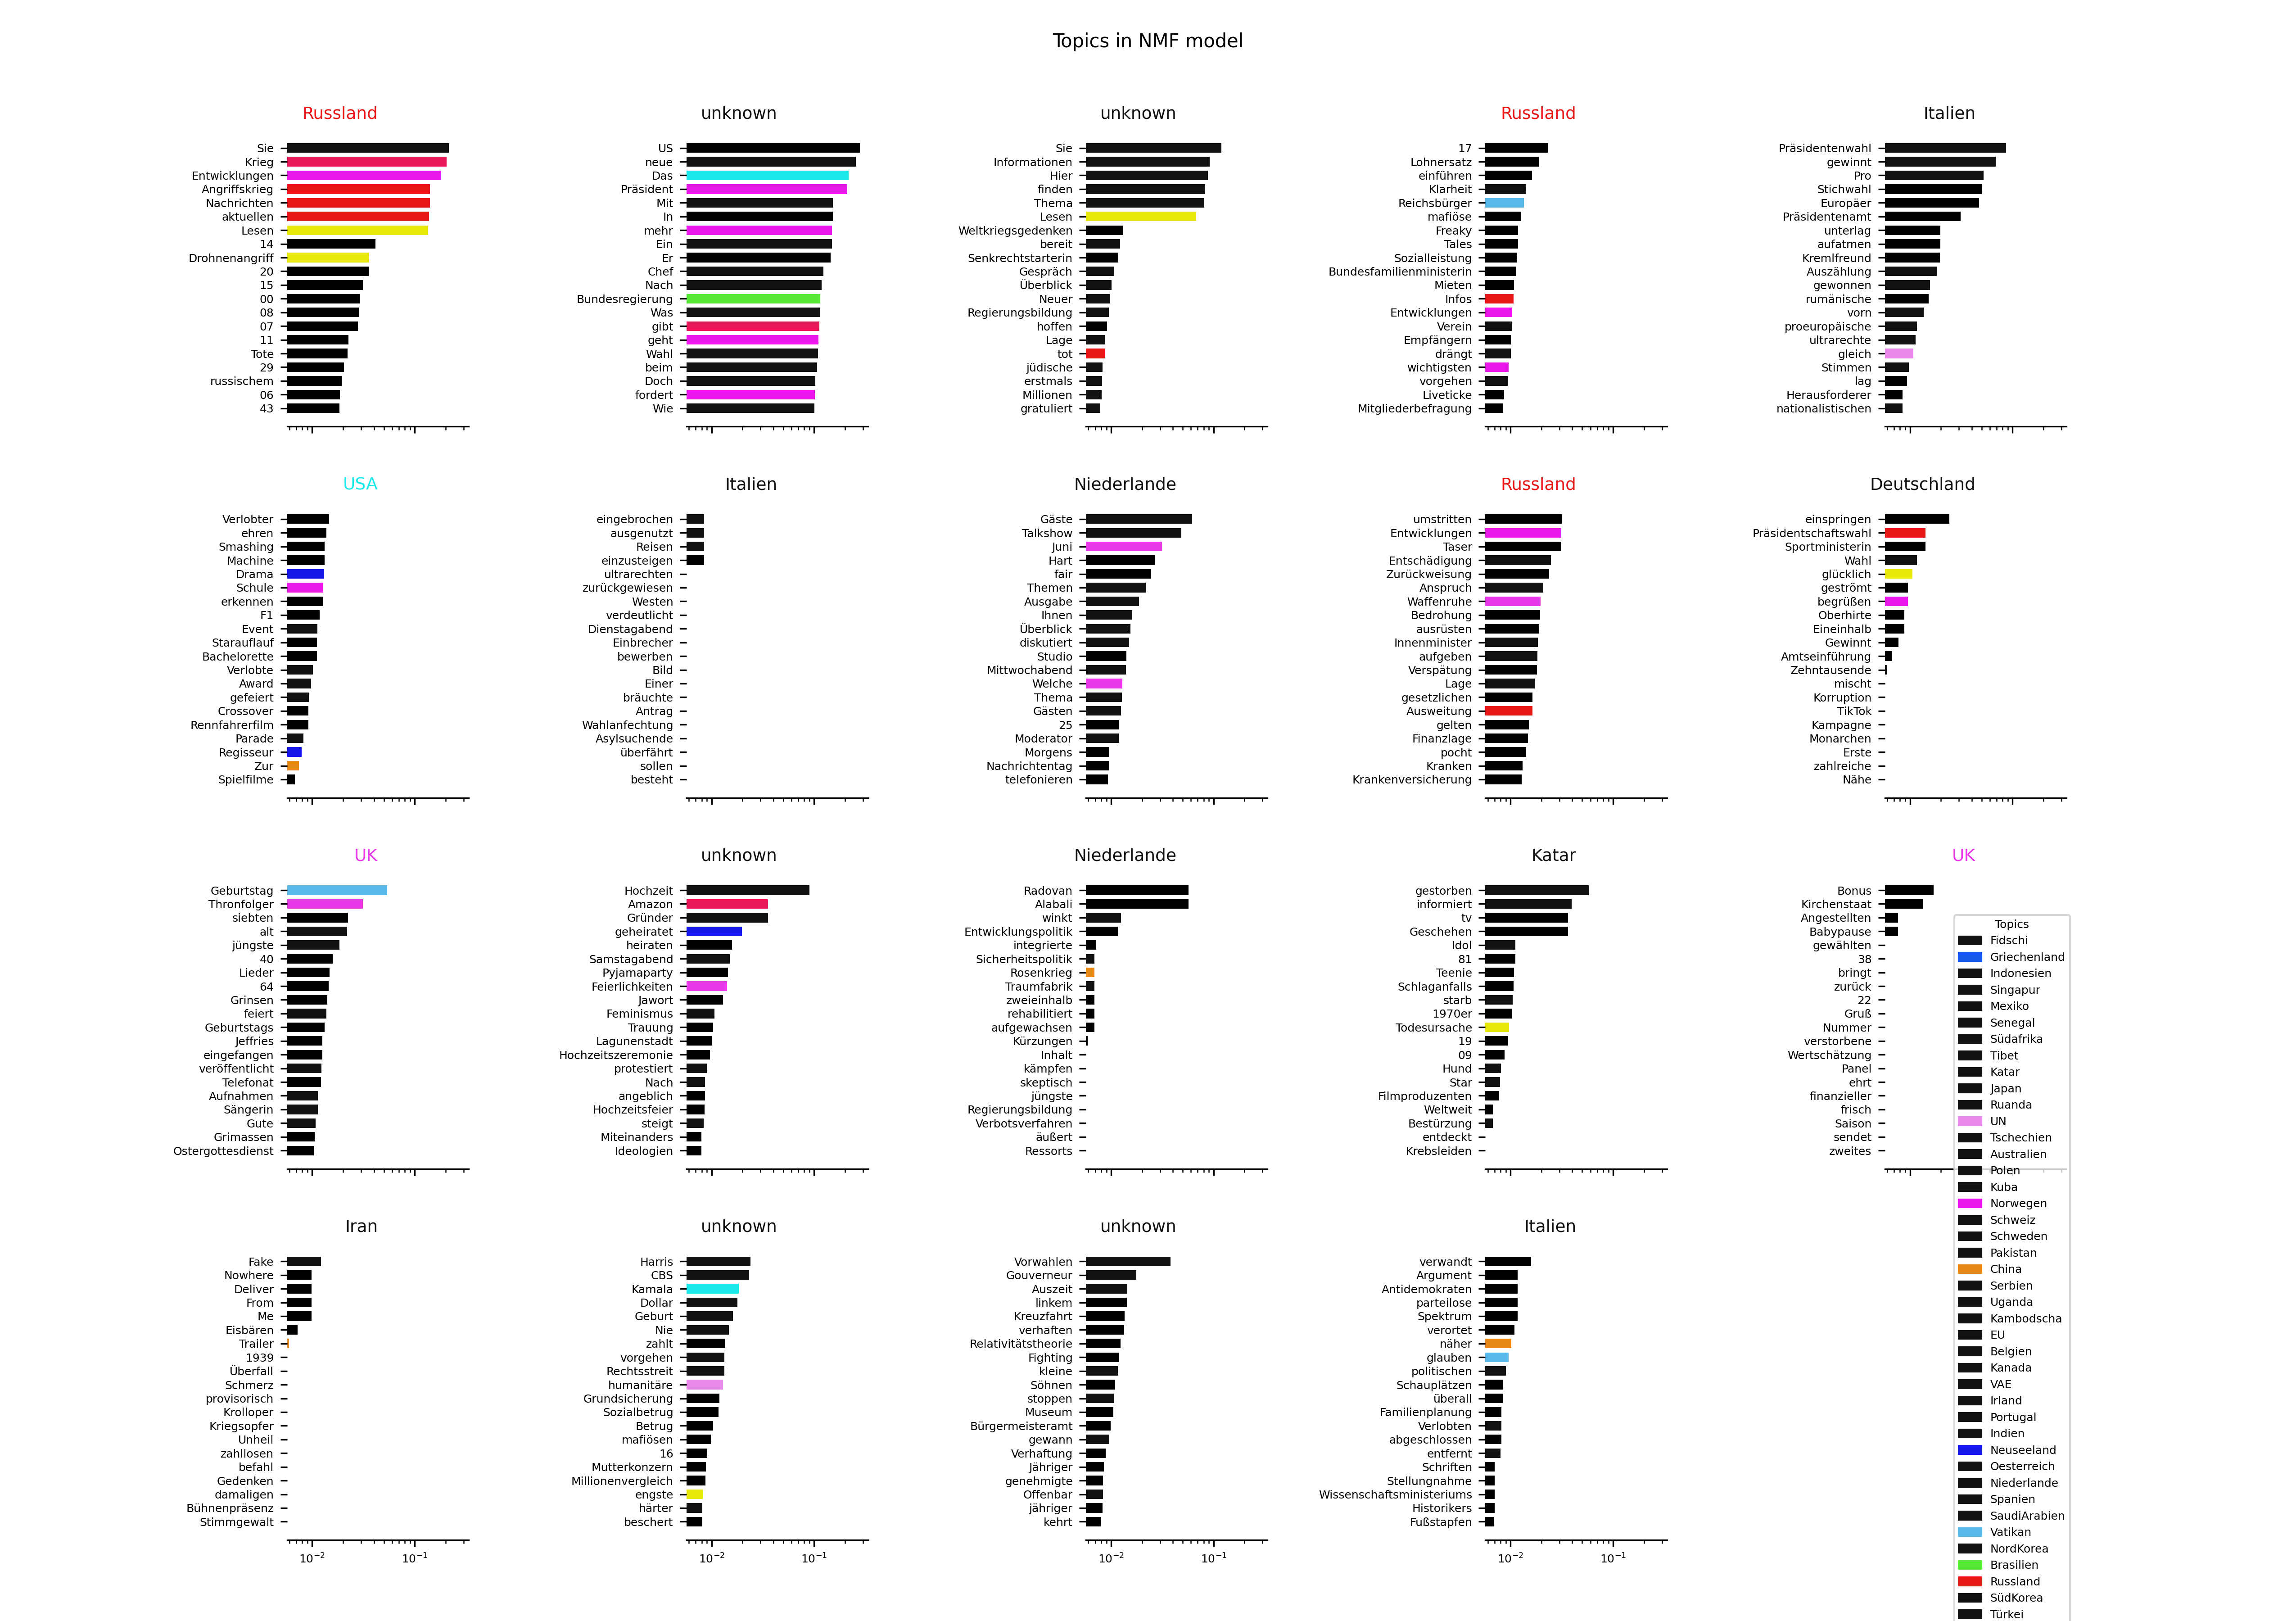 Topics in NMF model
Russland
Sie
Krieg
Entwicklungen
Angriffskrieg
Nachrichten
aktuellen
Lesen
14
Drohnenangriff
20
15
00
08
07
11
Tote
29
russischem
06
43
unknown
US
neue
Das
Präsident
Mit
In
mehr
Ein
Er
Chef
Nach
Bundesregierung
Was
gibt
geht
Wahl
beim
Doch
fordert
Wie
unknown
Sie
Informationen
Hier
finden
Thema
Lesen
Weltkriegsgedenken
bereit
Senkrechtstarterin
Gespräch
Überblick
Neuer
Regierungsbildung
hoffen
Lage
tot
jüdische
erstmals
Millionen
gratuliert
Russland
17
Lohnersatz
einführen
Klarheit
Reichsbürger
mafiöse
Freaky
Tales
Sozialleistung
Bundesfamilienministerin
Mieten
Infos
Entwicklungen
Verein
Empfängern
drängt
wichtigsten
vorgehen
Liveticke
Mitgliederbefragung
Italien
Präsidentenwahl
gewinnt
Pro
Stichwahl
Europäer
Präsidentenamt
unterlag
aufatmen
Kremlfreund
Auszählung
gewonnen
rumänische
vorn
proeuropäische
ultrarechte
gleich
Stimmen
lag
Herausforderer
nationalistischen
USA
Verlobter
ehren
Smashing
Machine
Drama
Schule
erkennen
F1
Event
Starauflauf
Bachelorette
Verlobte
Award
gefeiert
Crossover
Rennfahrerfilm
Parade
Regisseur
Zur
Spielfilme
Italien
eingebrochen
ausgenutzt
Reisen
einzusteigen
ultrarechten
zurückgewiesen
Westen
verdeutlicht
Dienstagabend
Einbrecher
bewerben
Bild
Einer
bräuchte
Antrag
Wahlanfechtung
Asylsuchende
überfährt
sollen
besteht
Niederlande
Gäste
Talkshow
Juni
Hart
fair
Themen
Ausgabe
Ihnen
Überblick
diskutiert
Studio
Mittwochabend
Welche
Thema
Gästen
25
Moderator
Morgens
Nachrichtentag
telefonieren
Russland
umstritten
Entwicklungen
Taser
Entschädigung
Zurückweisung
Anspruch
Waffenruhe
Bedrohung
ausrüsten
Innenminister
aufgeben
Verspätung
Lage
gesetzlichen
Ausweitung
gelten
Finanzlage
pocht
Kranken
Krankenversicherung
Deutschland
einspringen
Präsidentschaftswahl
Sportministerin
Wahl
glücklich
geströmt
begrüßen
Oberhirte
Eineinhalb
Gewinnt
Amtseinführung
Zehntausende
mischt
Korruption
TikTok
Kampagne
Monarchen
Erste
zahlreiche
Nähe
UK
Geburtstag
Thronfolger
siebten
alt
jüngste
40
Lieder
64
Grinsen
feiert
Geburtstags
Jeffries
eingefangen
veröffentlicht
Telefonat
Aufnahmen
Sängerin
Gute
Grimassen
Ostergottesdienst
unknown
Hochzeit
Amazon
Gründer
geheiratet
heiraten
Samstagabend
Pyjamaparty
Feierlichkeiten
Jawort
Feminismus
Trauung
Lagunenstadt
Hochzeitszeremonie
protestiert
Nach
angeblich
Hochzeitsfeier
steigt
Miteinanders
Ideologien
Niederlande
Radovan
Alabali
winkt
Entwicklungspolitik
integrierte
Sicherheitspolitik
Rosenkrieg
Traumfabrik
zweieinhalb
rehabilitiert
aufgewachsen
Kürzungen
Inhalt
kämpfen
skeptisch
jüngste
Regierungsbildung
Verbotsverfahren
äußert
Ressorts
Katar
gestorben
informiert
tv
Geschehen
Idol
81
Teenie
Schlaganfalls
starb
1970er
Todesursache
19
09
Hund
Star
Filmproduzenten
Weltweit
Bestürzung
entdeckt
Krebsleiden
UK
Bonus
Kirchenstaat
Angestellten
Babypause
gewählten
38
bringt
zurück
22
Gruß
Nummer
verstorbene
Wertschätzung
Panel
ehrt
finanzieller
frisch
Saison
sendet
zweites
Iran
Fake
Nowhere
Deliver
From
Me
Eisbären
Trailer
1939
Überfall
Schmerz
provisorisch
Krolloper
Kriegsopfer
Unheil
zahllosen
befahl
Gedenken
damaligen
Bühnenpräsenz
Stimmgewalt
10⁻² 10⁻¹
unknown
Harris
CBS
Kamala
Dollar
Geburt
Nie
zahlt
vorgehen
Rechtsstreit
humanitäre
Grundsicherung
Sozialbetrug
Betrug
mafiösen
16
Mutterkonzern
Millionenvergleich
engste
härter
beschert
10⁻² 10⁻¹
unknown
Vorwahlen
Gouverneur
Auszeit
linkem
Kreuzfahrt
verhaften
Relativitätstheorie
Fighting
kleine
Söhnen
stoppen
Museum
Bürgermeisteramt
gewann
Verhaftung
Jähriger
genehmigte
Offenbar
jähriger
kehrt
10⁻² 10⁻¹
Italien
verwandt
Argument
Antidemokraten
parteilose
Spektrum
verortet
näher
glauben
politischen
Schauplätzen
überall
Familienplanung
Verlobten
abgeschlossen
entfernt
Schriften
Stellungnahme
Wissenschaftsministeriums
Historikers
Fußstapfen
10⁻² 10⁻¹
Topics
Fidschi
Griechenland
Indonesien
Singapur
Mexiko
Senegal
Südafrika
Tibet
Katar
Japan
Ruanda
UN
Tschechien
Australien
Polen
Kuba
Norwegen
Schweiz
Schweden
Pakistan
China
Serbien
Uganda
Kambodscha
EU
Belgien
Kanada
VAE
Irland
Portugal
Indien
Neuseeland
Oesterreich
Niederlande
Spanien
SaudiArabien
Vatikan
NordKorea
Brasilien
Russland
SüdKorea
Türkei